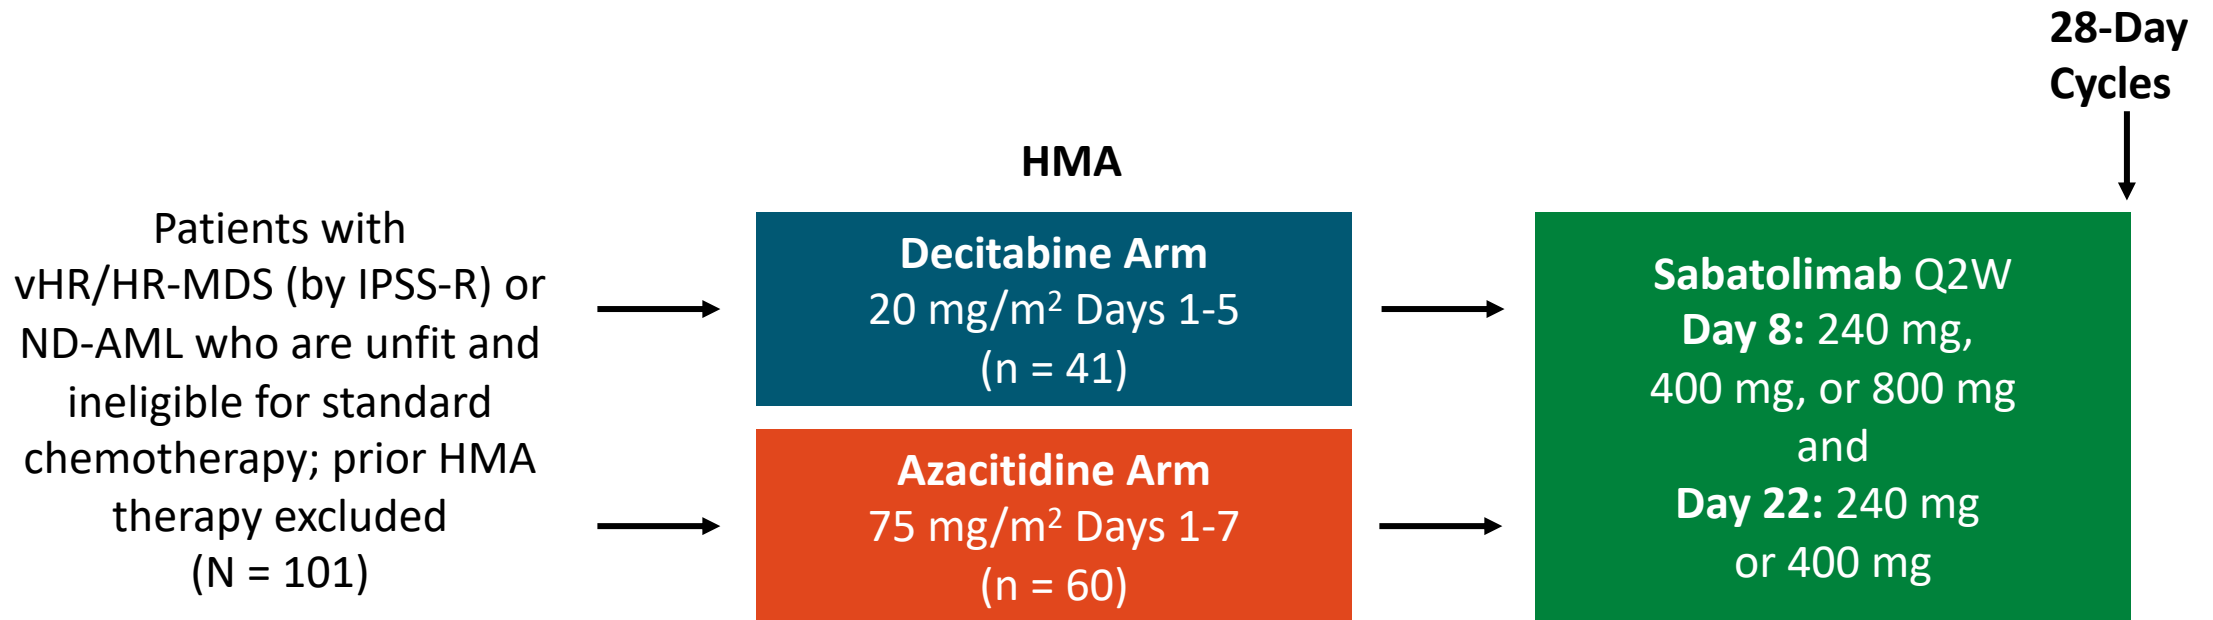 28-Day
Cycles
HMA
Patients with
vHR/HR-MDS (by IPSS-R) or
ND-AML who are unfit and
ineligible for standard
chemotherapy; prior HMA
therapy excluded
(N = 101)
Decitabine Arm
20 mg/m² Days 1-5
(n = 41)
Azacitidine Arm
75 mg/m² Days 1-7
(n = 60)
Sabatolimab Q2W
Day 8: 240 mg,
400 mg, or 800 mg
and
Day 22: 240 mg
or 400 mg